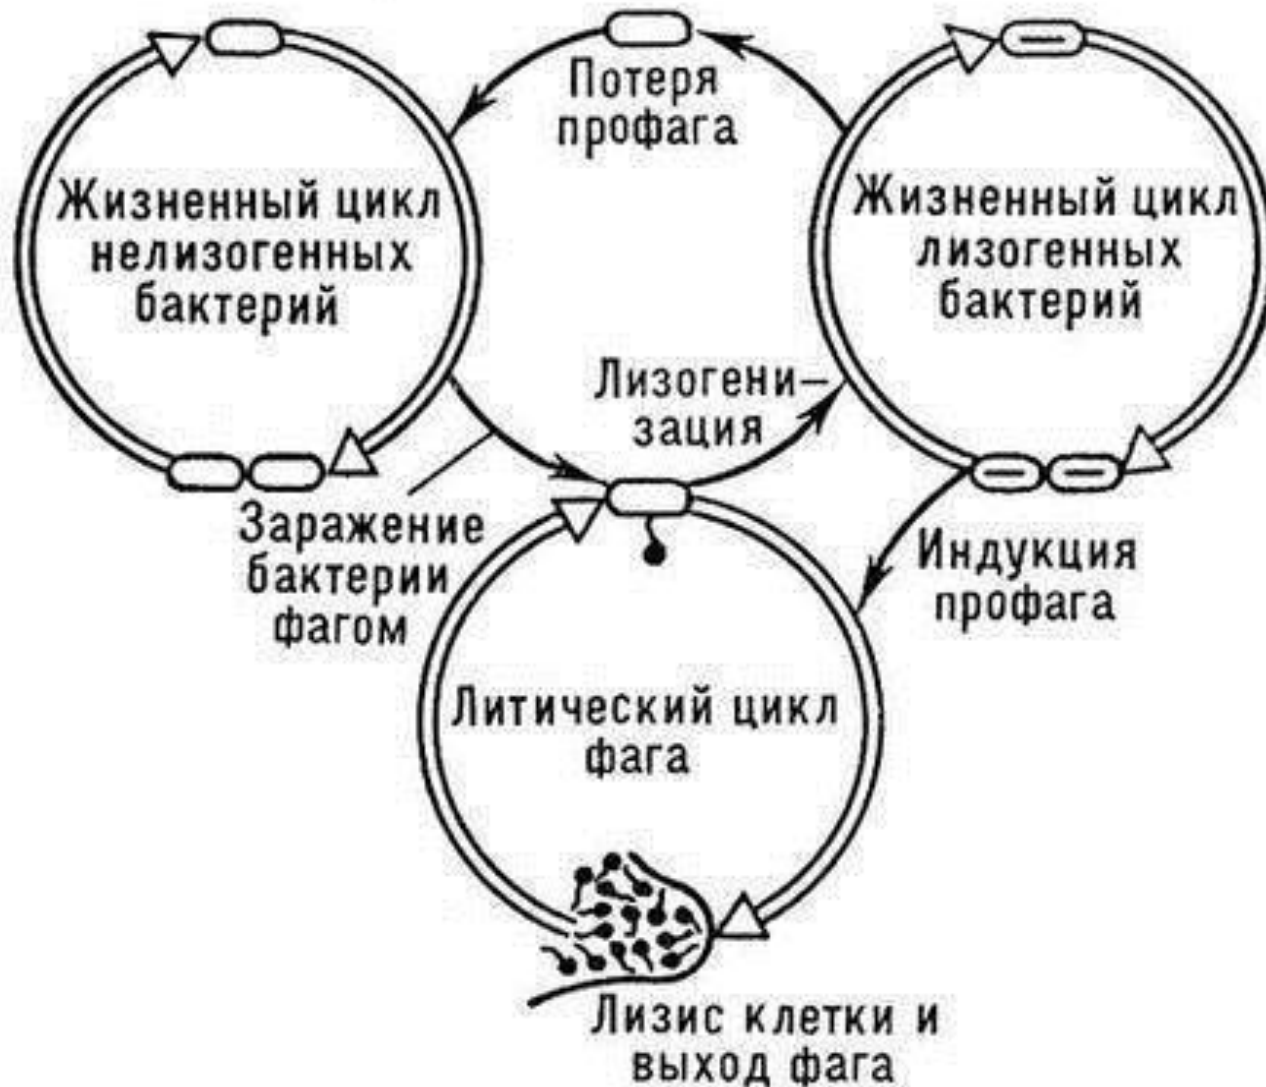 Потеря
профага
Жизненный цикл
нелизогенных
бактерий
Жизненный цикл
лизогенных
бактерий
Лизогени–
зация
Заражение
бактерии
фагом
Индукция
профага
Литический цикл
фага
Лизис клетки и
выход фага